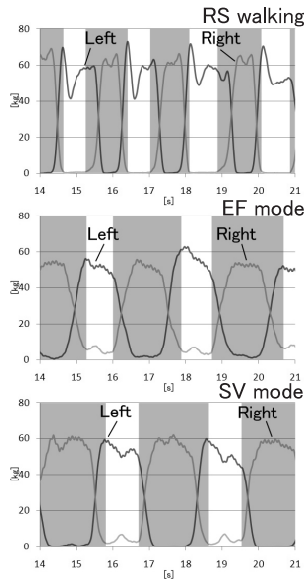 RS walking
Left
Right
[kg]
80
60
40
20
0
14 15 16 17 18 19 20 21
[s]
EF mode
Left
Right
[kg]
80
60
40
20
0
14 15 16 17 18 19 20 21
[s]
SV mode
Left
Right
[kg]
80
60
40
20
0
14 15 16 17 18 19 20 21
[s]